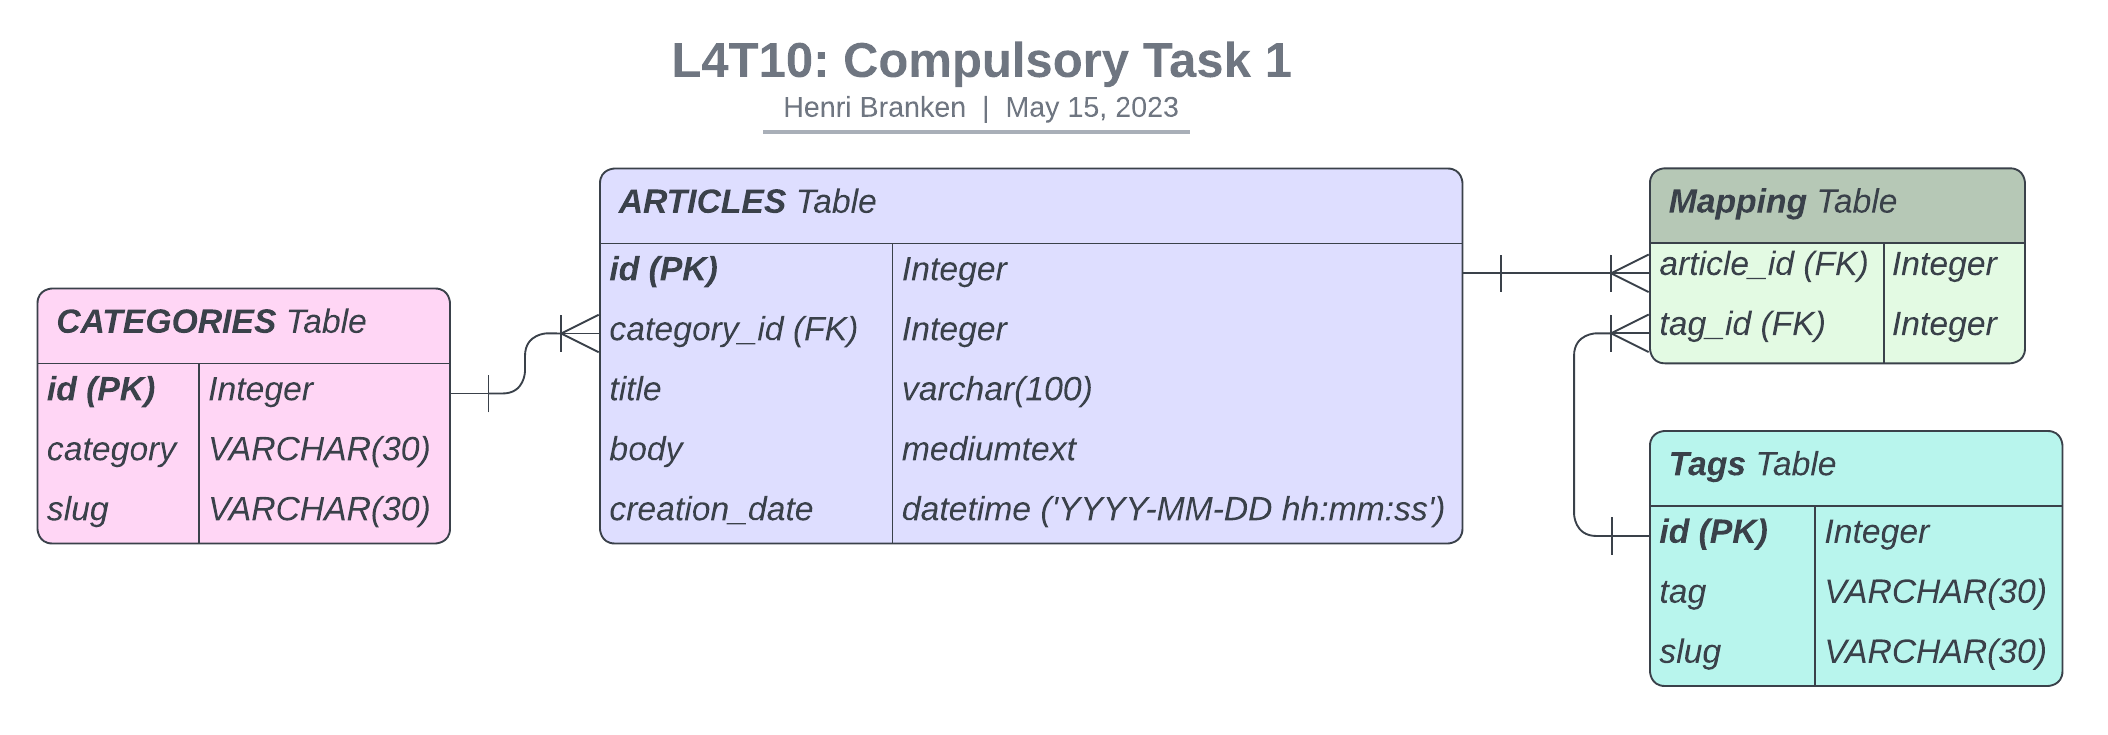 L4T10: Compulsory Task 1
Henri Branken | May 15, 2023
CATEGORIES Table
id (PK) Integer
category VARCHAR(30)
slug VARCHAR(30)
ARTICLES Table
id (PK) Integer
category_id (FK) Integer
title varchar(100)
body mediumtext
creation_date datetime ('YYYY-MM-DD hh:mm:ss')
Mapping Table
article_id (FK) Integer
tag_id (FK) Integer
Tags Table
id (PK) Integer
tag VARCHAR(30)
slug VARCHAR(30)